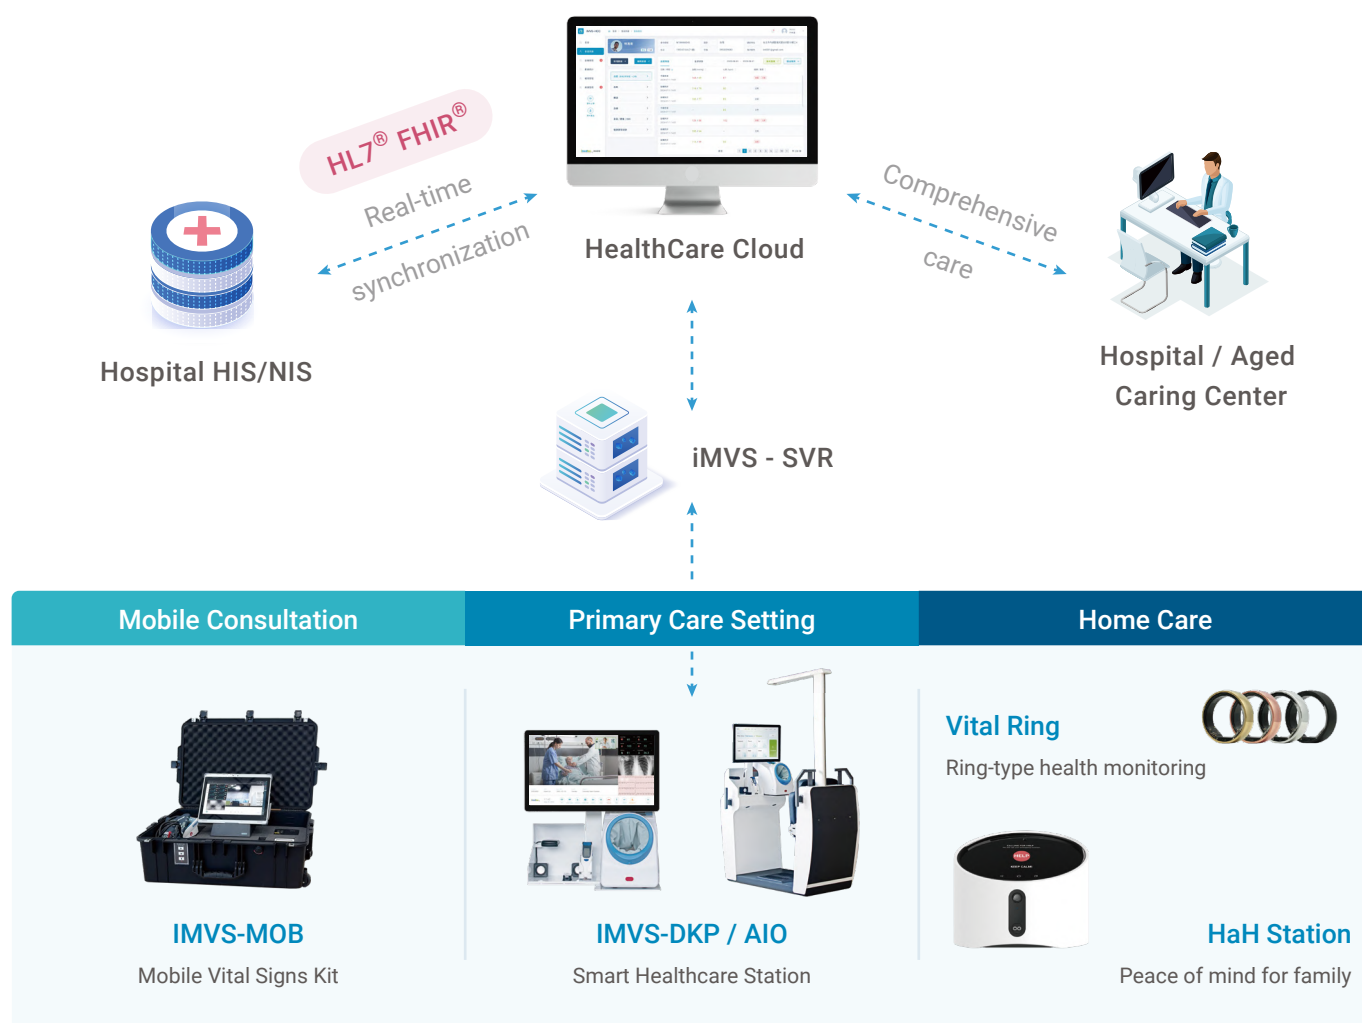 HL7® FHIR®
Real-time
synchronization
HealthCare Cloud
Comprehensive
care
Hospital HIS/NIS
Hospital / Aged
Caring Center
iMVS - SVR
Mobile Consultation
Primary Care Setting
Home Care
IMVS-MOB
Mobile Vital Signs Kit
IMVS-DKP / AIO
Smart Healthcare Station
Vital Ring
Ring-type health monitoring
HELP
HaH Station
Peace of mind for family